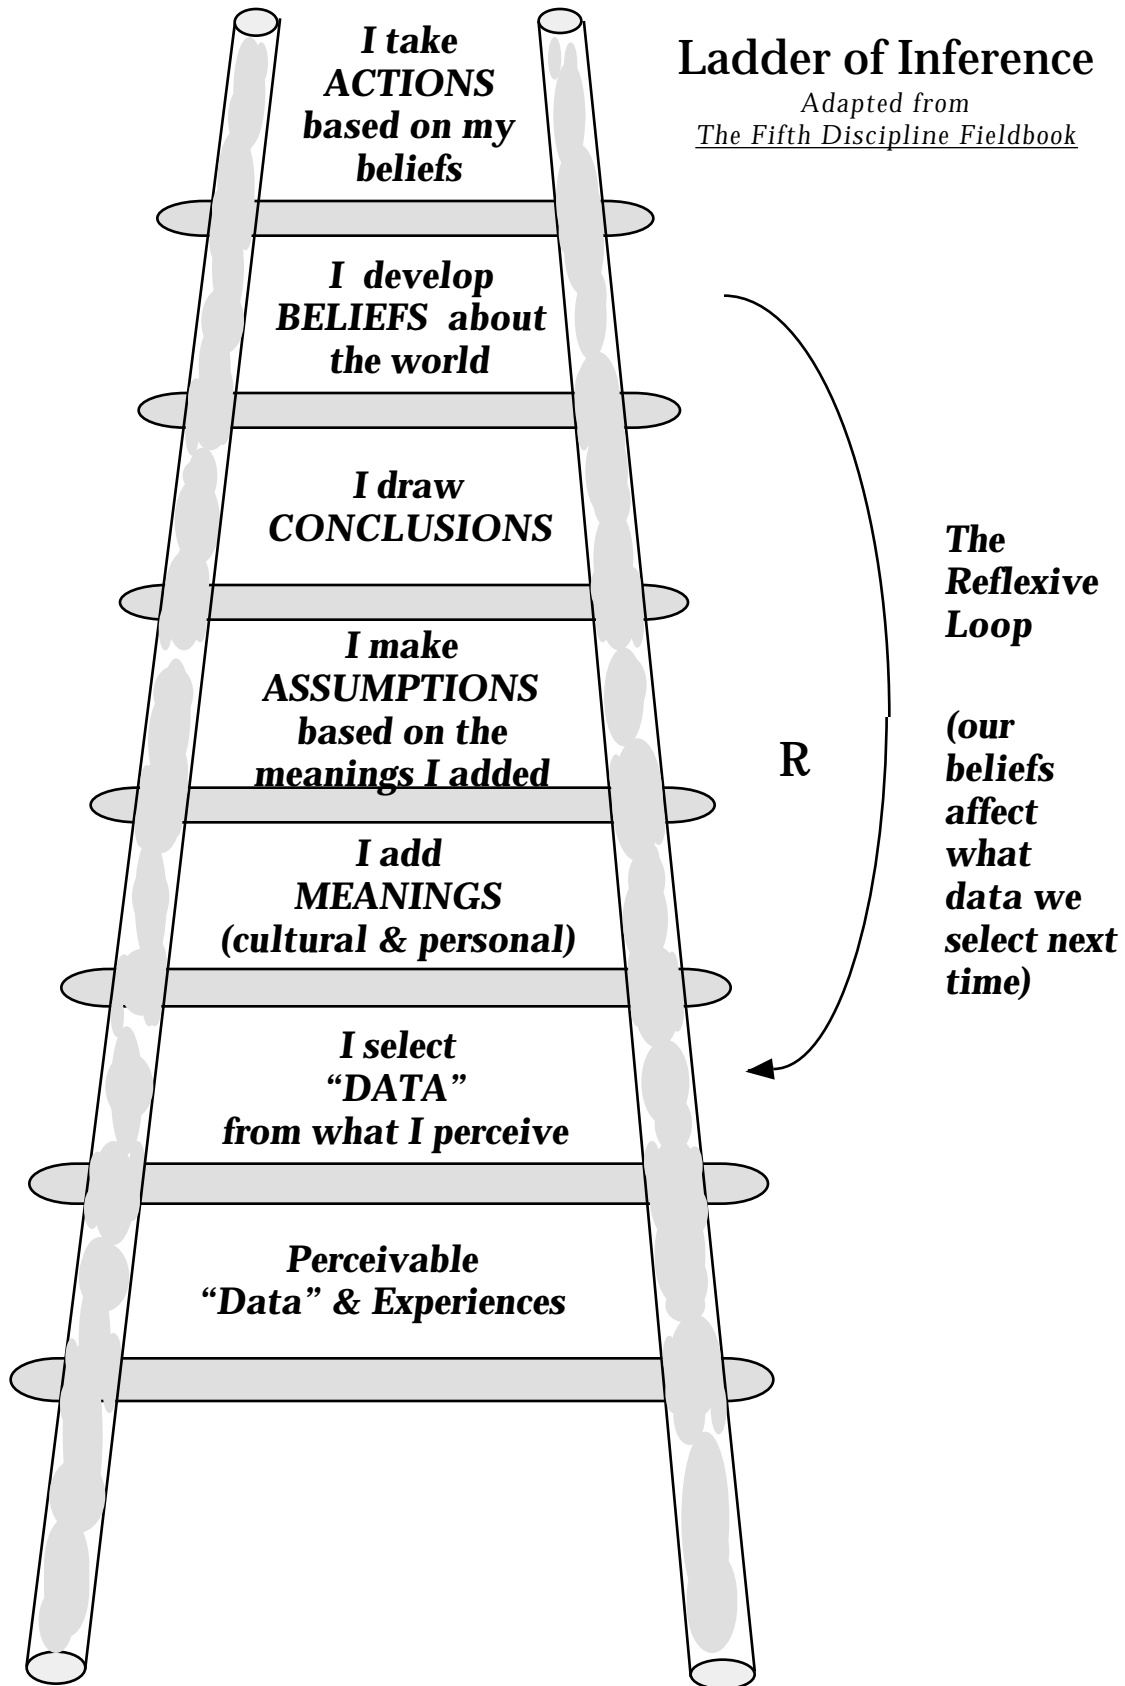 Ladder of Inference
Adapted from
The Fifth Discipline Fieldbook
I take
ACTIONS
based on my
beliefs
I develop
BELIEFS about
the world
I draw
CONCLUSIONS
I make
ASSUMPTIONS
based on the
meanings I added
I add
MEANINGS
(cultural & personal)
I select
“DATA”
from what I perceive
Perceivable
“Data” & Experiences
R
The
Reflexive
Loop
(our
beliefs
affect
what
data we
select next
time)